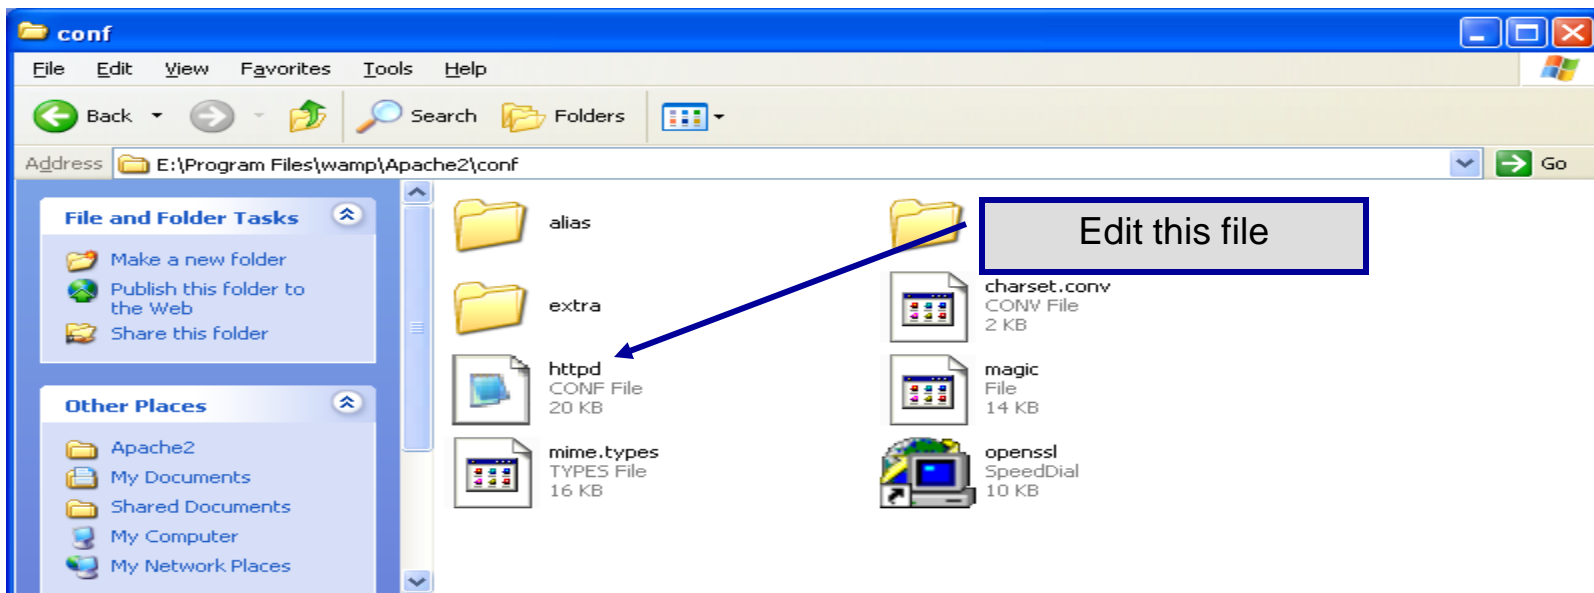 conf
File Edit View Favorites Tools Help
Back Search Folders
Address E:\Program Files\wamp\Apache2\conf Go
File and Folder Tasks
Make a new folder
Publish this folder to
the Web
Share this folder
Other Places
Apache2
My Documents
Shared Documents
My Computer
My Network Places
alias
Edit this file
extra
charset.conv
CONV File
2 KB
httpd
CONF File
20 KB
magic
File
14 KB
mime.types
TYPES File
16 KB
openssl
SpeedDial
10 KB